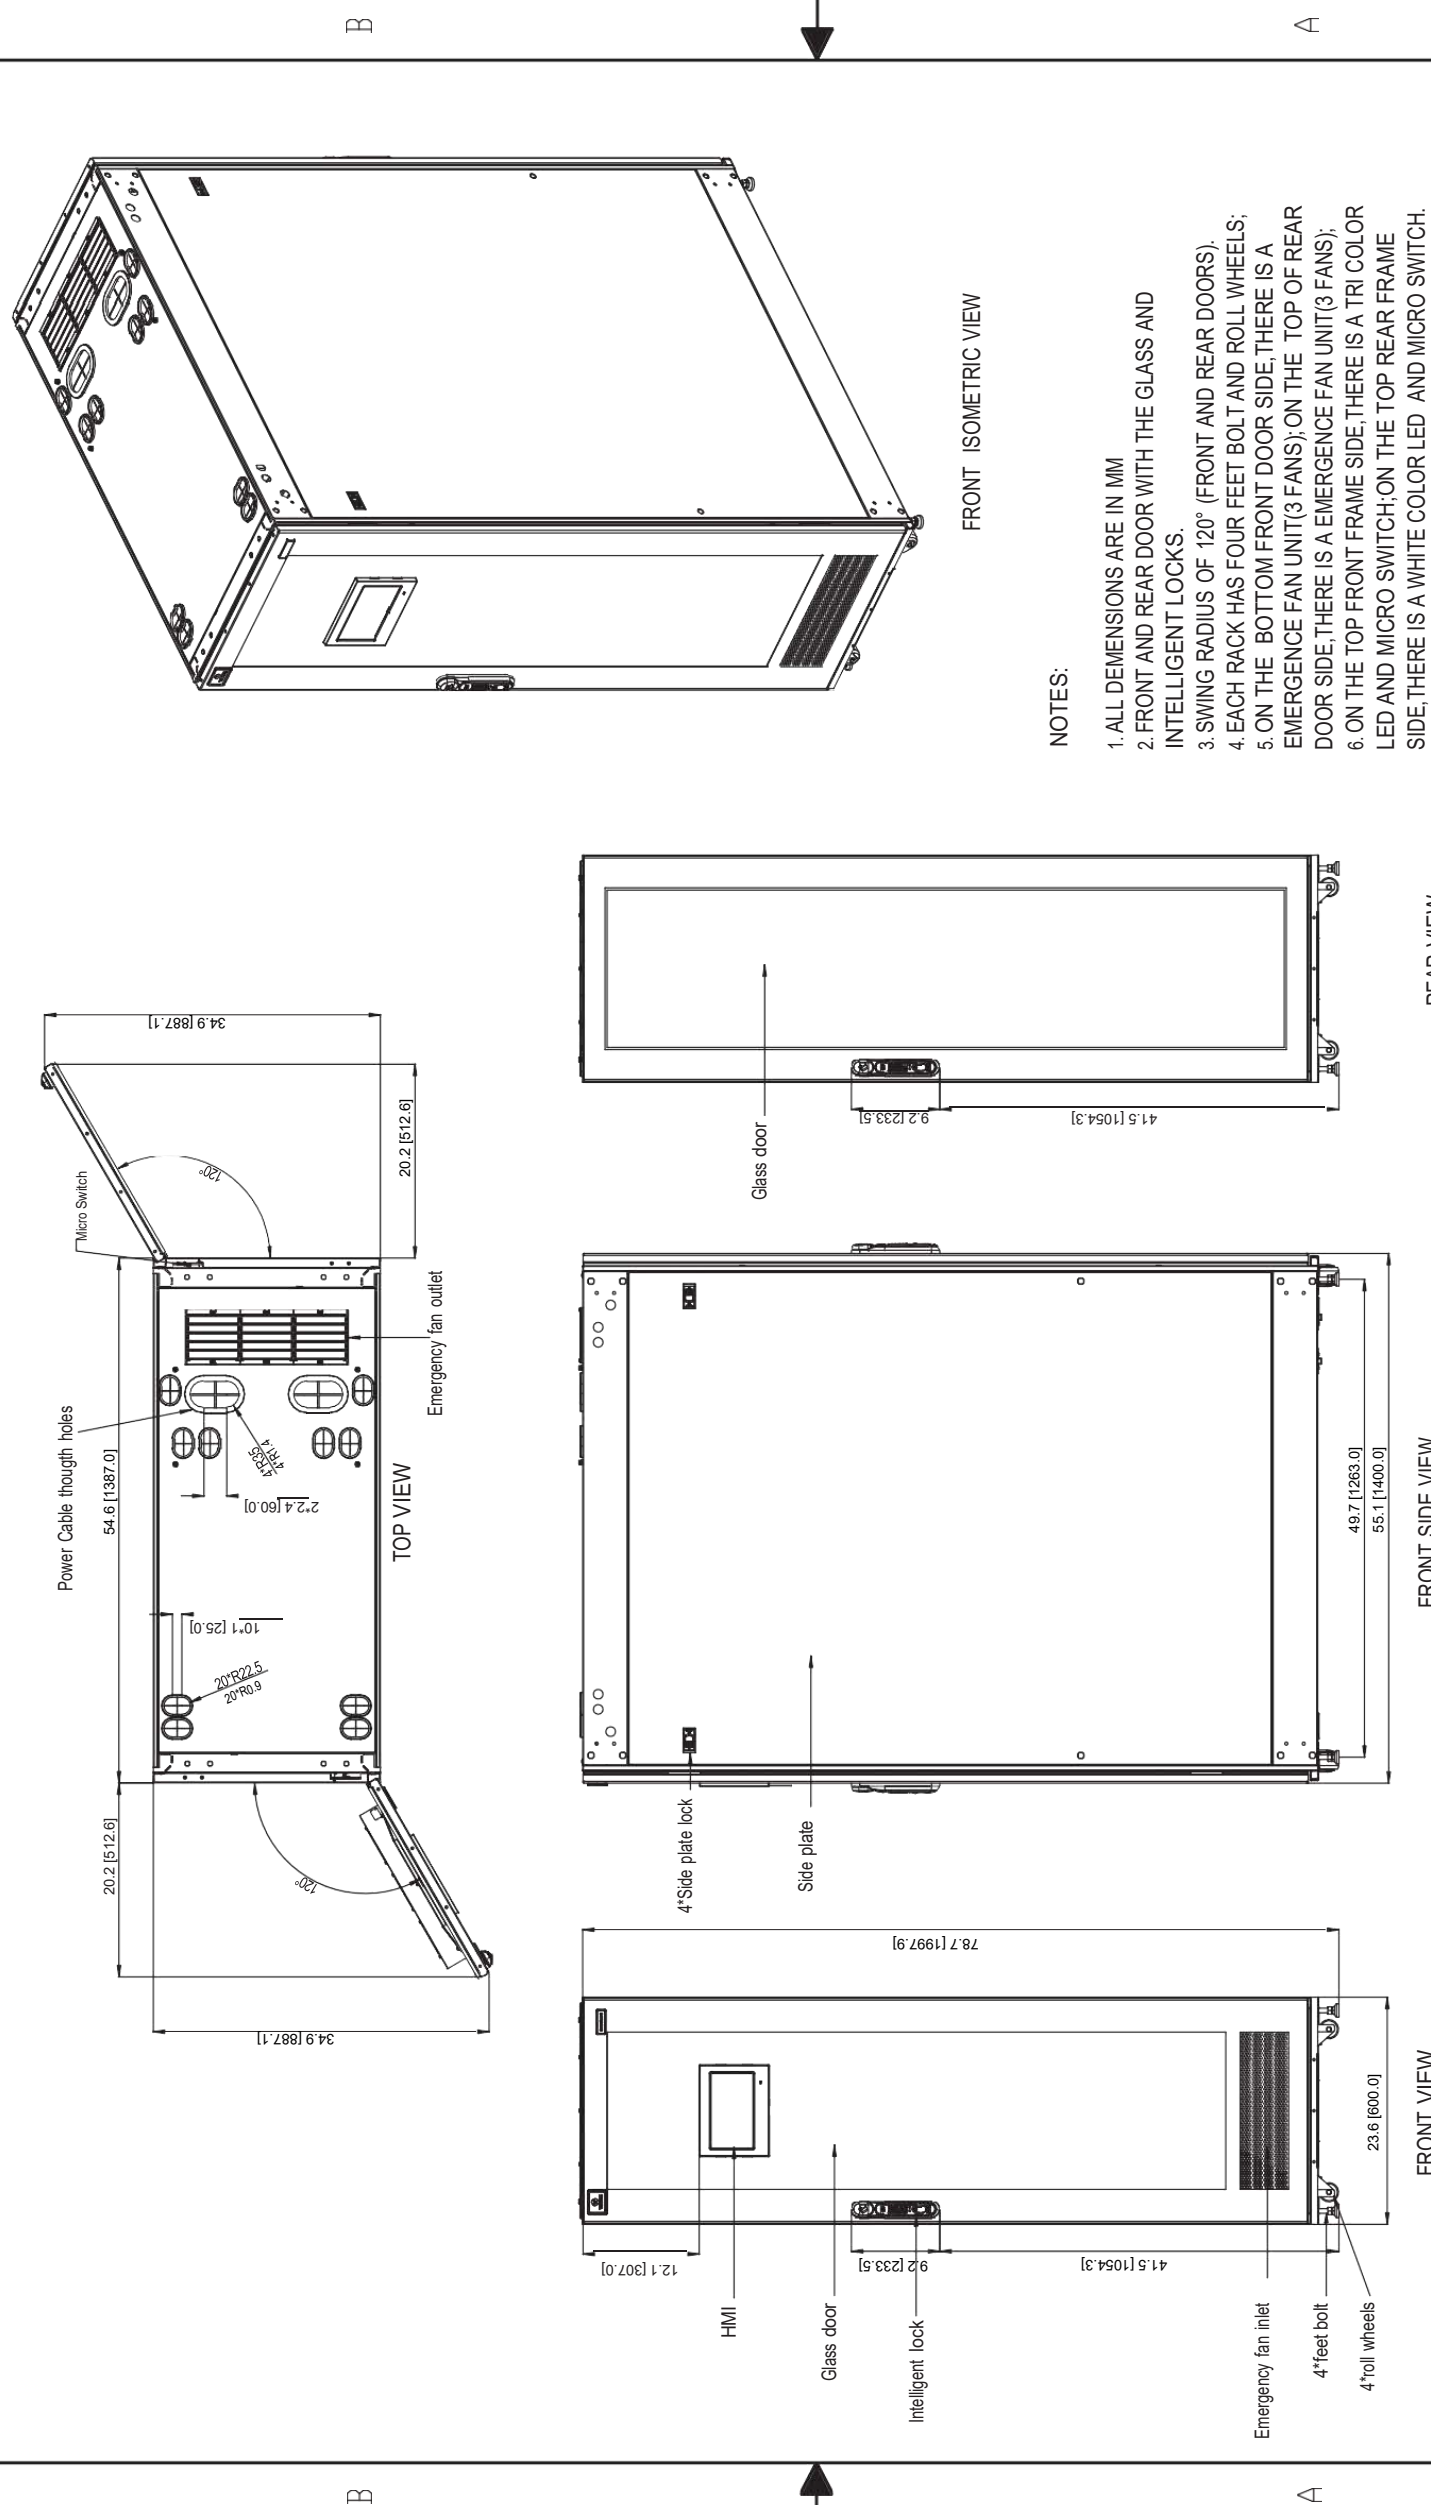 B
B
Power Cable thougth holes
Micro Switch
20.2 [512.6]
54.6 [1387.0]
34.9 [887.1]
34.9 [887.1]
120°
120°
20*R22.5
20*R0.9
10*1 [25.0]
2*2.4 [60.0]
4*R35
4*R1.4
20.2 [512.6]
Emergency fan outlet
TOP VIEW
FRONT ISOMETRIC VIEW
12.1 [307.0]
HMI
Glass door
9.2 [233.5]
Intelligent lock
41.5 [1054.3]
78.7 [1997.9]
Emergency fan inlet
4*feet bolt
4*roll wheels
23.6 [600.0]
FRONT VIEW
4*Side plate lock
Side plate
49.7 [1263.0]
55.1 [1400.0]
FRONT SIDE VIEW
Glass door
9.2 [233.5]
41.5 [1054.3]
REAR VIEW
NOTES:
1. ALL DEMENSIONS ARE IN MM
2. FRONT AND REAR DOOR WITH THE GLASS AND
INTELLIGENT LOCKS.
3. SWING RADIUS OF 120° (FRONT AND REAR DOORS).
4. EACH RACK HAS FOUR FEET BOLT AND ROLL WHEELS;
5. ON THE BOTTOM FRONT DOOR SIDE,THERE IS A
EMERGENCE FAN UNIT(3 FANS); ON THE TOP OF REAR
DOOR SIDE,THERE IS A EMERGENCE FAN UNIT(3 FANS);
6. ON THE TOP FRONT FRAME SIDE,THERE IS A TRI COLOR
LED AND MICRO SWITCH;ON THE TOP REAR FRAME
SIDE,THERE IS A WHITE COLOR LED AND MICRO SWITCH.
A
A